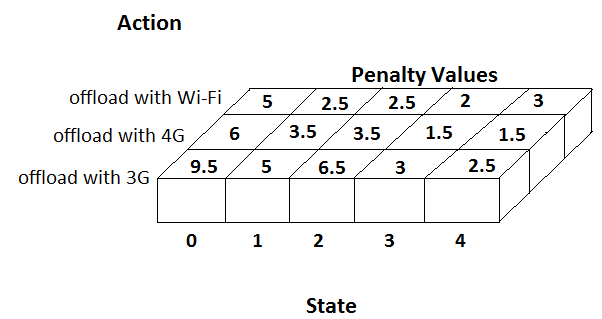 Action
Penalty Values
offload with Wi-Fi 5 2.5 2.5 2 3
offload with 4G 6 3.5 3.5 1.5 1.5
offload with 3G 9.5 5 6.5 3 2.5
0 1 2 3 4
State